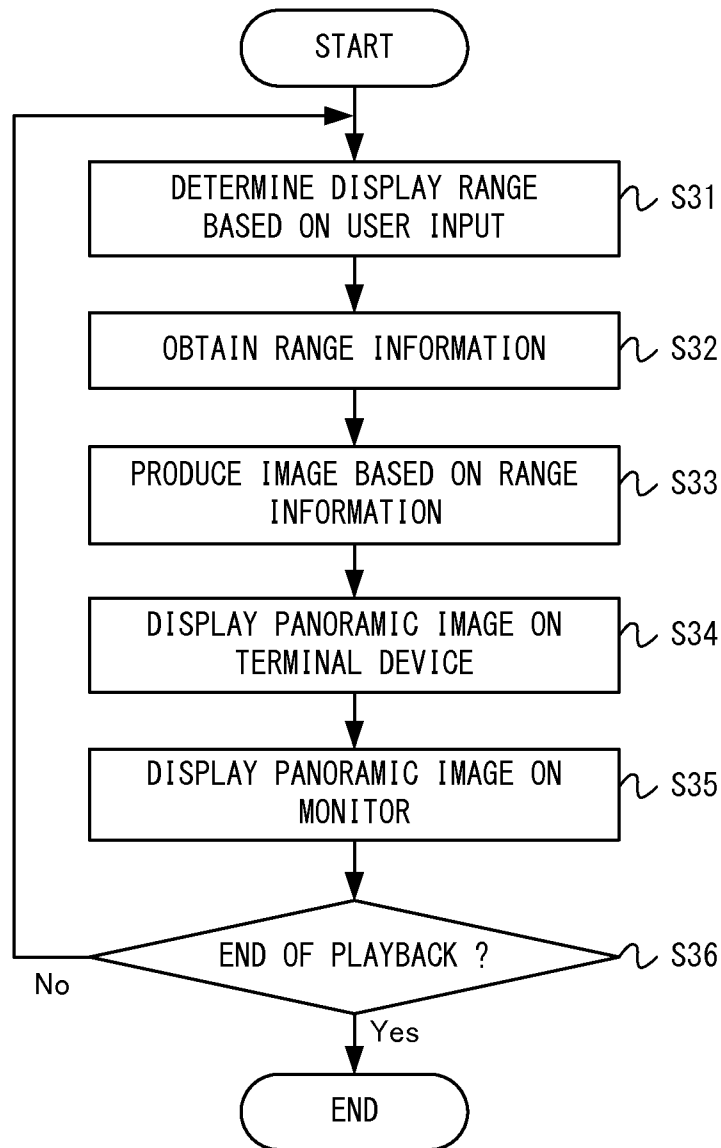 START
DETERMINE DISPLAY RANGE
BASED ON USER INPUT
S31
OBTAIN RANGE INFORMATION
S32
PRODUCE IMAGE BASED ON RANGE
INFORMATION
S33
DISPLAY PANORAMIC IMAGE ON
TERMINAL DEVICE
S34
DISPLAY PANORAMIC IMAGE ON
MONITOR
S35
END OF PLAYBACK ?
S36
No
Yes
END